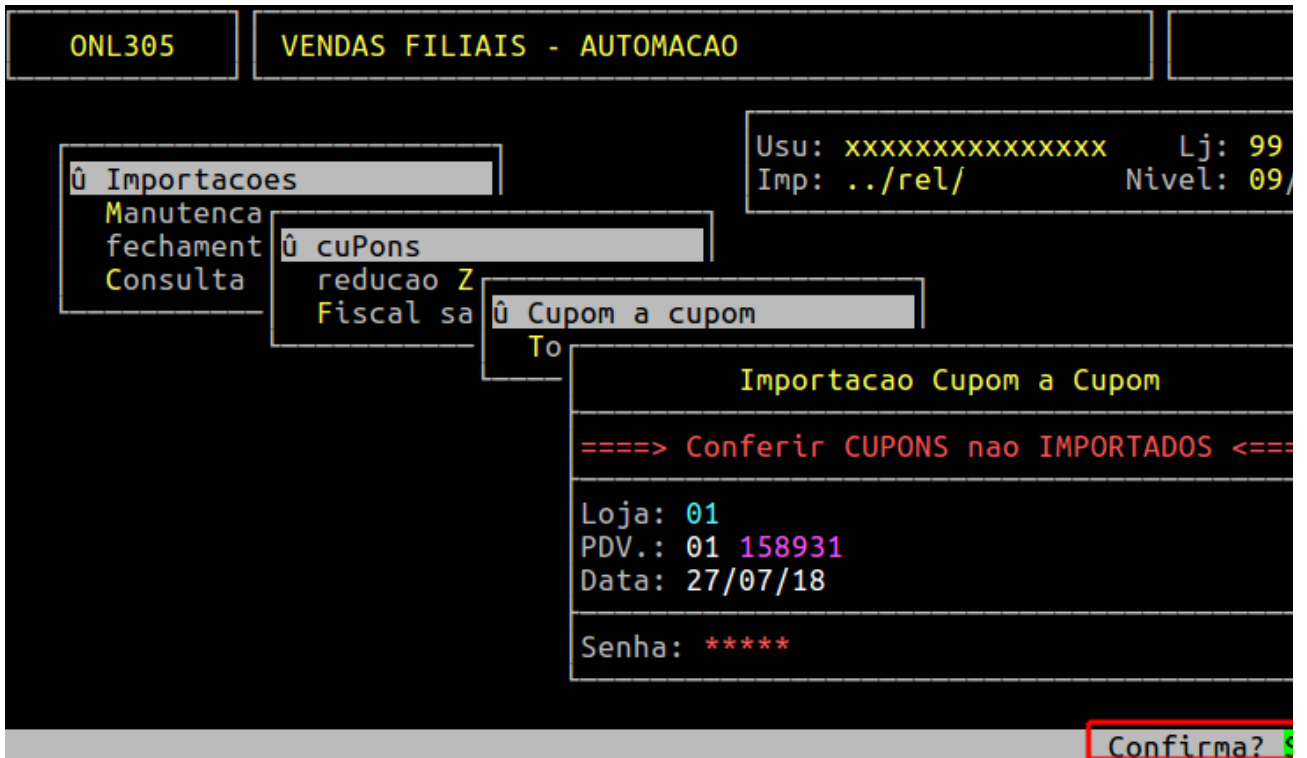 ONL305 VENDAS FILIAIS - AUTOMACAO
Usu: xxxxxxxxxxxxxxx Lj: 99
Imp: ../rel/ Nivel: 09/
û Importacoes
Manutenca
fechament
Consulta
û cuPons
reducao Z
Fiscal sa
û Cupom a cupom
To
Importacao Cupom a Cupom
====> Conferir CUPONS nao IMPORTADOS <===
Loja: 01
PDV.: 01 158931
Data: 27/07/18
Senha: *****
Confirma? S